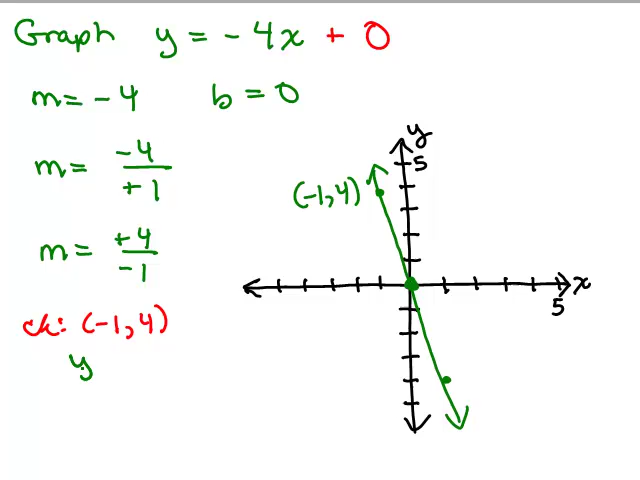 Graph y = -4x + 0
m = -4 b = 0
m = -4/+1
m = +4/-1
ck: (-1,4)
y
y
5
(-1,4)
x
5